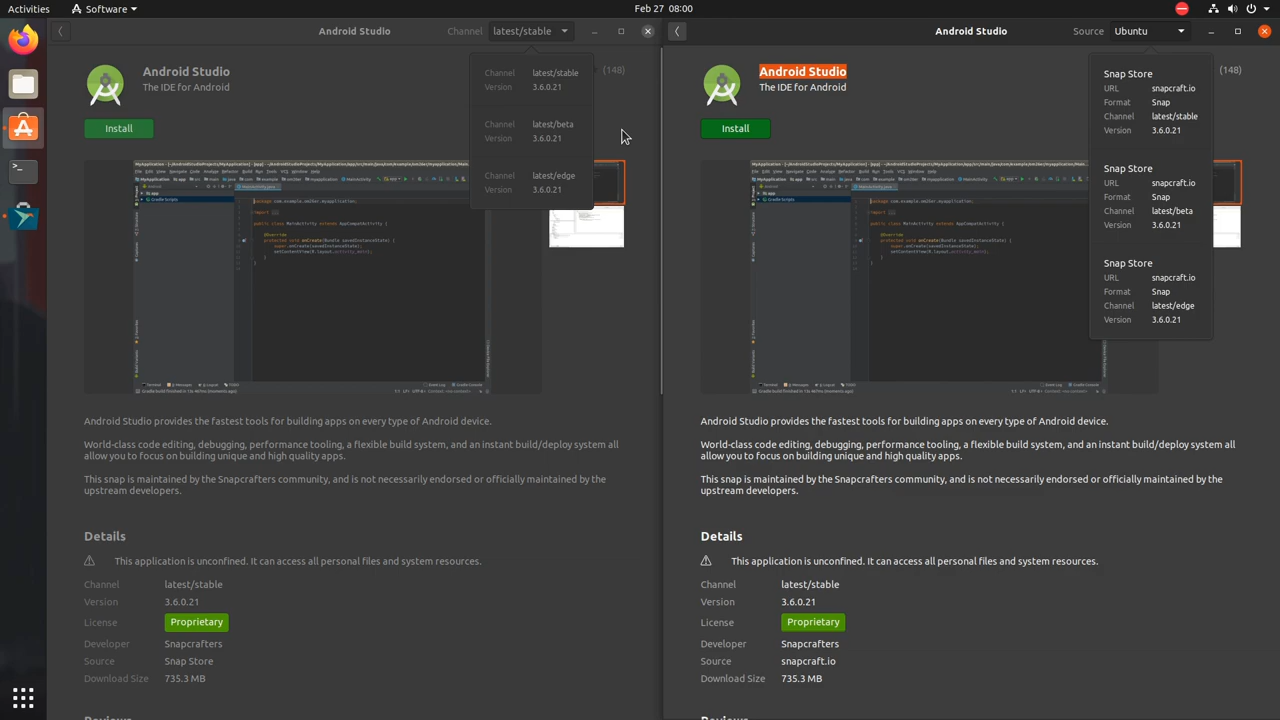 Activities
Software
Feb 27 08:00
Android Studio
Channel
latest/stable
Channel latest/stable
Version 3.6.0.21
Channel latest/beta
Version 3.6.0.21
Channel latest/edge
Version 3.6.0.21
Android Studio
The IDE for Android
(148)
Install
Android Studio provides the fastest tools for building apps on every type of Android device.
World-class code editing, debugging, performance tooling, a flexible build system, and an instant build/deploy system all
allow you to focus on building unique and high quality apps.
This snap is maintained by the Snapcrafters community, and is not necessarily endorsed or officially maintained by the
upstream developers.
Details
This application is unconfined. It can access all personal files and system resources.
Channel latest/stable
Version 3.6.0.21
License Proprietary
Developer Snapcrafters
Source Snap Store
Download Size 735.3 MB
Reviews
Android Studio
Source
Ubuntu
Snap Store
URL snapcraft.io
Format Snap
Channel latest/stable
Version 3.6.0.21
Snap Store
URL snapcraft.io
Format Snap
Channel latest/beta
Version 3.6.0.21
Snap Store
URL snapcraft.io
Format Snap
Channel latest/edge
Version 3.6.0.21
Android Studio
The IDE for Android
(148)
Install
Android Studio provides the fastest tools for building apps on every type of Android device.
World-class code editing, debugging, performance tooling, a flexible build system, and an instant build/deploy system all
allow you to focus on building unique and high quality apps.
This snap is maintained by the Snapcrafters community, and is not necessarily endorsed or officially maintained by the
upstream developers.
Details
This application is unconfined. It can access all personal files and system resources.
Channel latest/stable
Version 3.6.0.21
License Proprietary
Developer Snapcrafters
Source snapcraft.io
Download Size 735.3 MB
Reviews